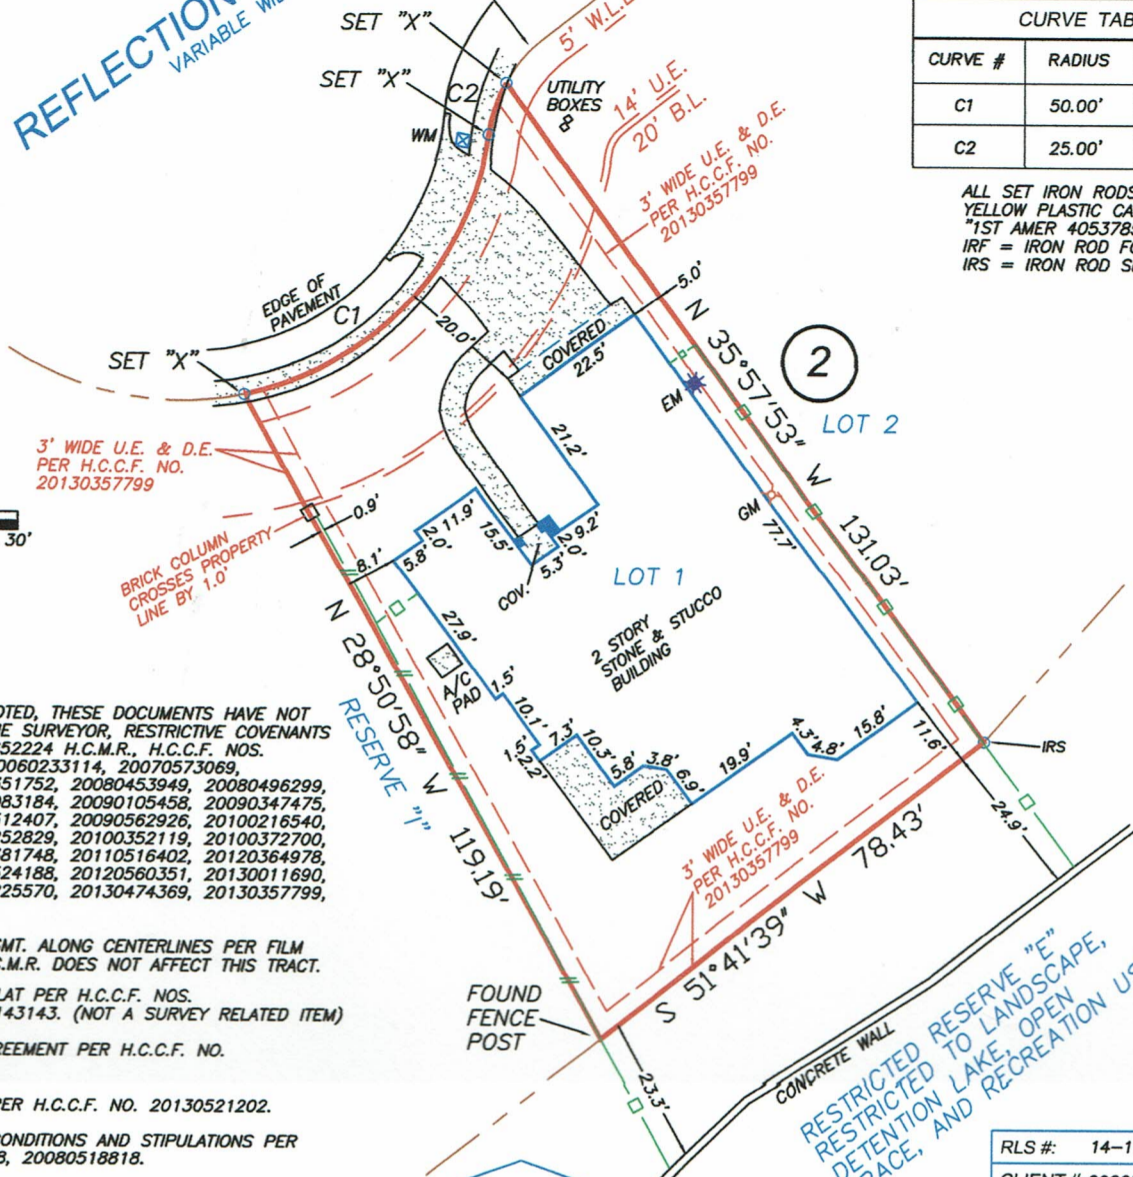 REFLECTION
VARIABLE WI
SET "X"
SET "X"
C2
WM
5' W.L.E
UTILITY
BOXES
14' U.E.
20' B.L.
3' WIDE U.E. & D.E.
PER H.C.C.F. NO.
20130357799
CURVE TAB
CURVE #
RADIUS
C1
50.00'
C2
25.00'
ALL SET IRON RODS
YELLOW PLASTIC CA
"1ST AMER 405378
IRF = IRON ROD FO
IRS = IRON ROD S
EDGE OF
PAVEMENT
C1
SET "X"
20.0'
5.0'
COVERED
22.5'
EM
N 35°57'53" W 131.03'
2
LOT 2
3' WIDE U.E. & D.E.
PER H.C.C.F. NO.
20130357799
30'
0.9'
BRICK COLUMN
CROSSES PROPERTY
LINE BY 1.0'
8.1'
5.8'
2.0'
11.9'
15.5'
21.2'
9.2'
2.0'
5.3'
COV.
GM
77.7'
LOT 1
2 STORY
STONE & STUCCO
BUILDING
27.9'
A/C
PAD
1.5'
10.1'
N 28°50'58" W 119.19'
RESERVE "I"
7.3'
10.3'
5.8'
3.8'
6.9'
COVERED
19.9'
4.3'
4.8'
15.8'
11.6'
IRS
24.9'
3' WIDE U.E. & D.E.
PER H.C.C.F. NO.
20130357799
S 51°41'39" W 78.43'
OTED, THESE DOCUMENTS HAVE NOT
E SURVEYOR, RESTRICTIVE COVENANTS
52224 H.C.M.R., H.C.C.F. NOS.
0060233114, 20070573069,
51752, 20080453949, 20080496299,
083184, 20090105458, 20090347475,
12407, 20090562926, 20100216540,
52829, 20100352119, 20100372700,
81748, 20110516402, 20120364978,
24188, 20120560351, 20130011690,
25570, 20130474369, 20130357799,
MT. ALONG CENTERLINES PER FILM
.M.R. DOES NOT AFFECT THIS TRACT.
LAT PER H.C.C.F. NOS.
143143. (NOT A SURVEY RELATED ITEM)
REEMENT PER H.C.C.F. NO.
PER H.C.C.F. NO. 20130521202.
ONDITIONS AND STIPULATIONS PER
8, 20080518818.
FOUND
FENCE
POST
23.3'
CONCRETE WALL
RESTRICTED RESERVE "E"
RESTRICTED TO LANDSCAPE,
DETENTION LAKE, OPEN
PACE, AND RECREATION US
RLS #: 14-1